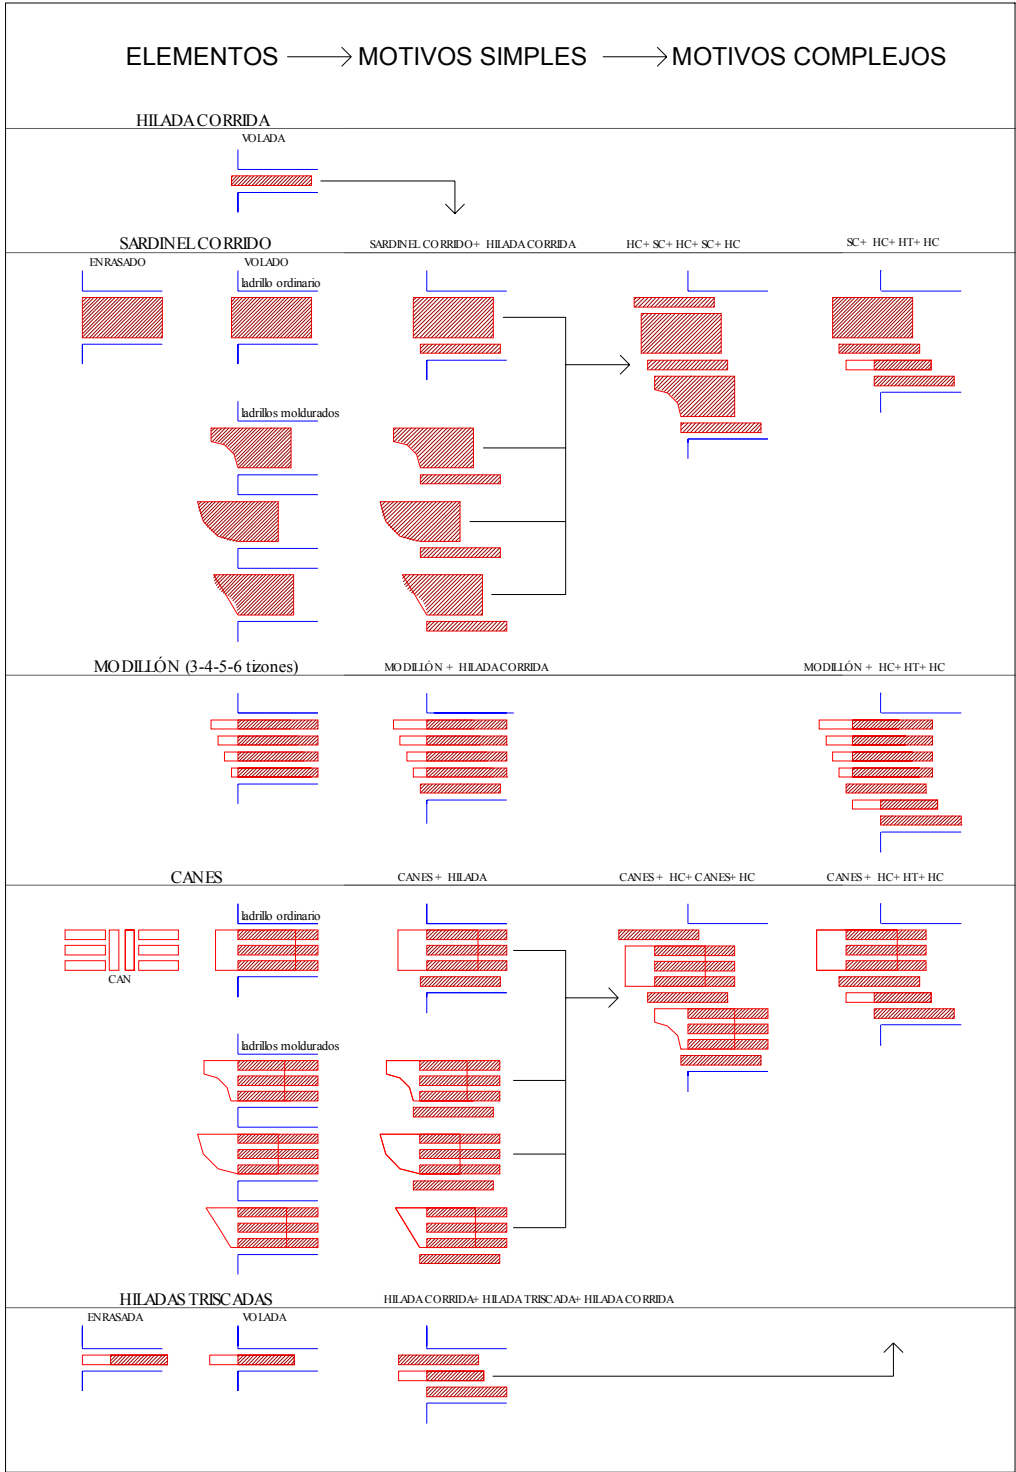 ELEMENTOS MOTIVOS SIMPLES MOTIVOS COMPLEJOS
HILADA CORRIDA
VOLADA
SARDINEL CORRIDO SARDINEL CORRIDO + HILADA CORRIDA HC + SC + HC + SC + HC SC + HC + HT + HC
ENRASADO VOLADO
ladrillo ordinario
ladrillos moldurados
MODILLÓN (3-4-5-6 tizones) MODILLÓN + HILADA CORRIDA MODILLÓN + HC + HT + HC
CANES CANES + HILADA CANES + HC + CANES + HC CANES + HC + HT + HC
ladrillo ordinario
CAN
ladrillos moldurados
HILADAS TRISCADAS HILADA CORRIDA + HILADA TRISCADA + HILADA CORRIDA
ENRASADA VOLADA